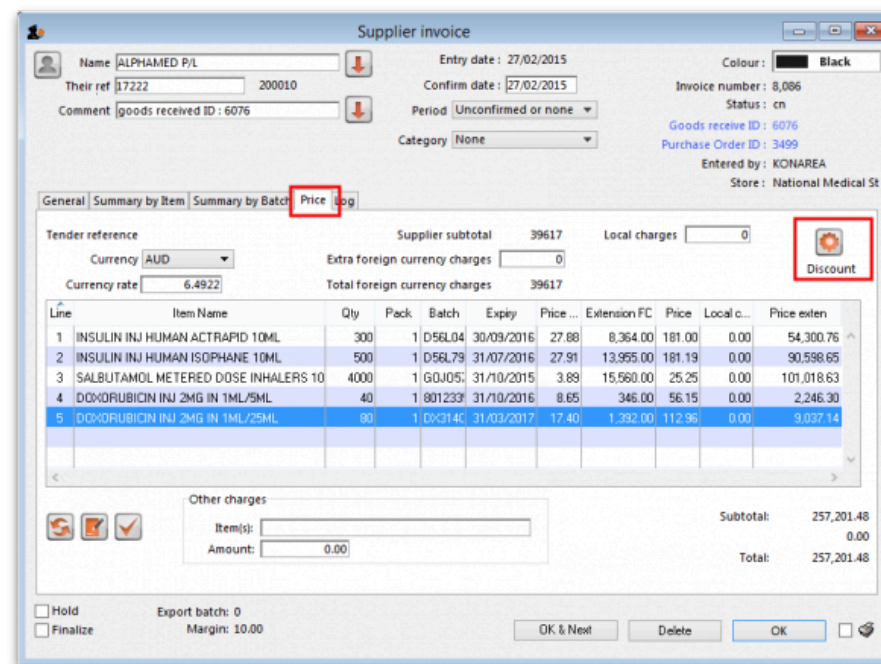 Supplier invoice
Name ALPHAMED P/L
Entry date : 27/02/2015
Colour : Black
Their ref 17222 200010
Confirm date : 27/02/2015
Invoice number : 8,086
Comment goods received ID : 6076
Period Unconfirmed or none
Status : cn
Goods receive ID : 6076
Category None
Purchase Order ID : 3499
Entered by : KONAREA
Store : National Medical St
General Summary by Item Summary by Batch Price Log
Tender reference
Supplier subtotal 39617
Local charges 0
Currency AUD
Extra foreign currency charges 0
Discount
Currency rate 6.4922
Total foreign currency charges 39617
Line Item Name Qty Pack Batch Expiry Price ... Extension FC Price Local c... Price exten
1 INSULIN INJ HUMAN ACTRAPID 10ML 300 1 D56L04 30/09/2016 27.88 8,364.00 181.00 0.00 54,300.76
2 INSULIN INJ HUMAN ISOPHANE 10ML 500 1 D56L79 31/07/2016 27.91 13,955.00 181.19 0.00 90,598.65
3 SALBUTAMOL METERED DOSE INHALERS 10 4000 1 31/10/2015 3.89 15,560.00 25.25 0.00 101,018.63
4 DOXORUBICIN INJ 2MG IN 1ML/5ML 40 1 31/10/2016 8.65 346.00 56.15 0.00 2,246.30
5 DOXORUBICIN INJ 2MG IN 1ML/25ML 80 1 31/03/2017 17.40 1,392.00 112.96 0.00 9,037.14
Other charges
Item(s):
Amount: 0.00
Subtotal: 257,201.48
0.00
Total: 257,201.48
Hold
Export batch: 0
Finalize
Margin: 10.00
OK & Next Delete OK